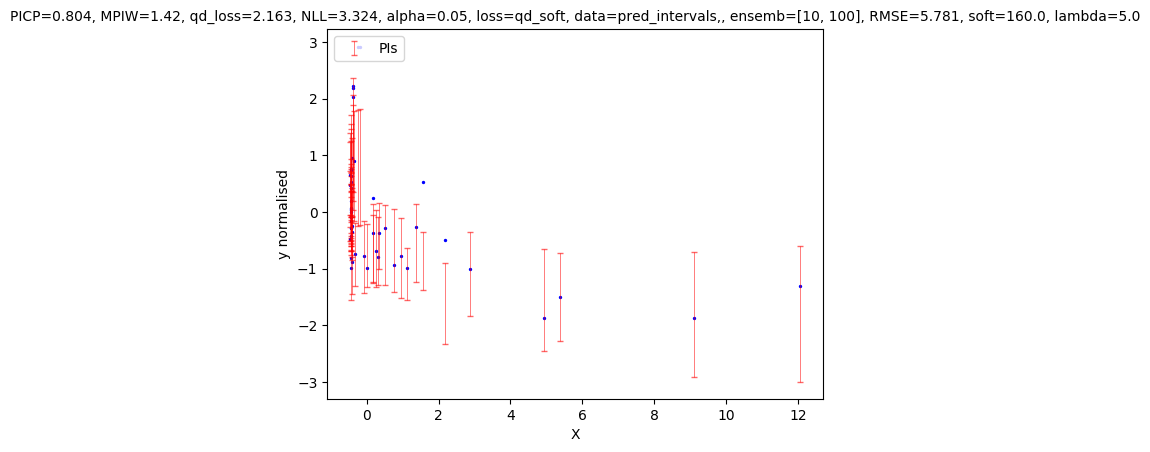 PICP=0.804, MPIW=1.42, qd_loss=2.163, NLL=3.324, alpha=0.05, loss=qd_soft, data=pred_intervals,, ensemb=[10, 100], RMSE=5.781, soft=160.0, lambda=5.0
PIs
3
2
1
0
−1
−2
−3
y normalised
0 2 4 6 8 10 12
X